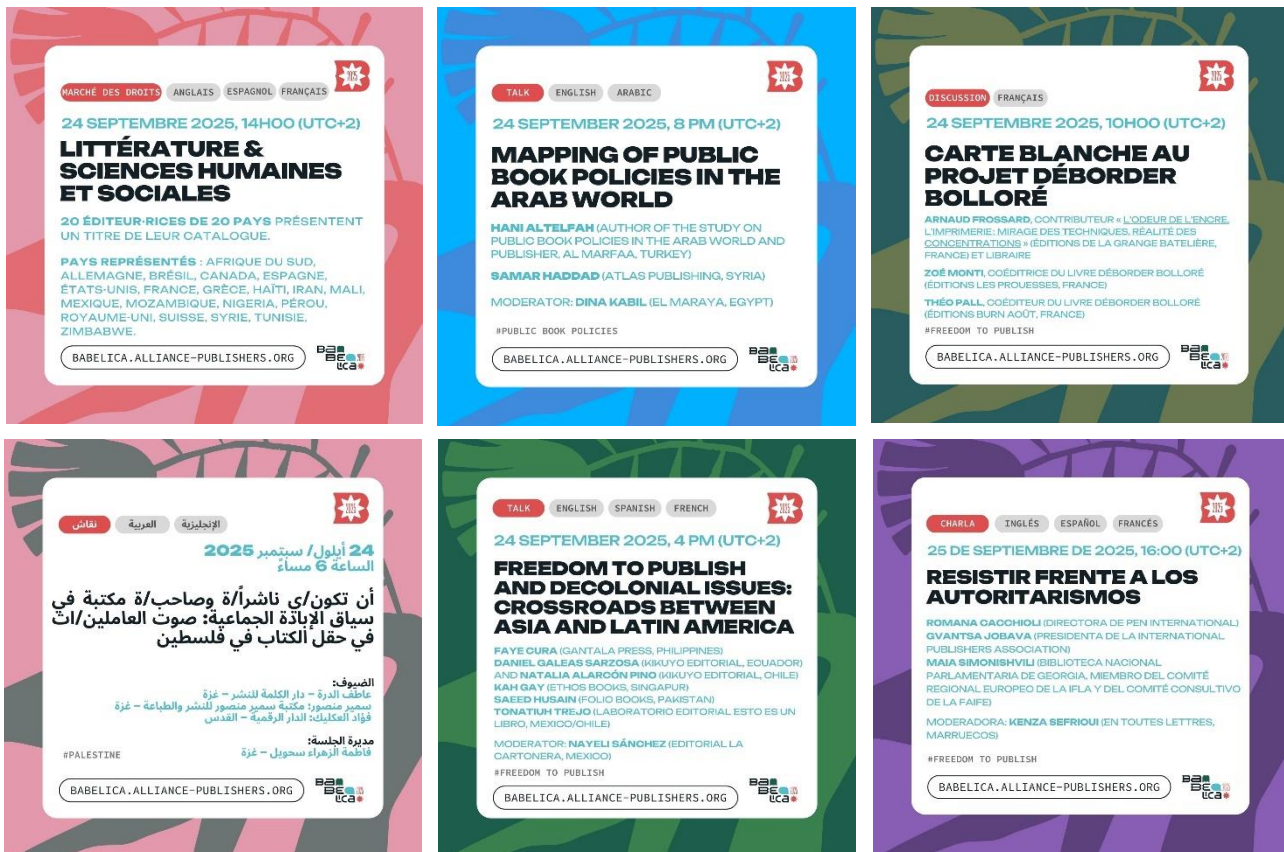 MARCHÉ DES DROITS ANGLAIS ESPAGNOL FRANÇAIS
2025
24 SEPTEMBRE 2025, 14H00 (UTC+2)
LITTÉRATURE &
SCIENCES HUMAINES
ET SOCIALES
20 ÉDITEUR·RICES DE 20 PAYS PRÉSENTENT
UN TITRE DE LEUR CATALOGUE.
PAYS REPRÉSENTÉS : AFRIQUE DU SUD,
ALLEMAGNE, BRÉSIL, CANADA, ESPAGNE,
ÉTATS-UNIS, FRANCE, GRÈCE, HAÏTI, IRAN, MALI,
MEXIQUE, MOZAMBIQUE, NIGERIA, PÉROU,
ROYAUME-UNI, SUISSE, SYRIE, TUNISIE,
ZIMBABWE.
BABELICA.ALLIANCE-PUBLISHERS.ORG
BABELICA
TALK ENGLISH ARABIC
2025
24 SEPTEMBER 2025, 8 PM (UTC+2)
MAPPING OF PUBLIC
BOOK POLICIES IN THE
ARAB WORLD
HANI ALTELFAH (AUTHOR OF THE STUDY ON
PUBLIC BOOK POLICIES IN THE ARAB WORLD AND
PUBLISHER, AL MARFAA, TURKEY)
SAMAR HADDAD (ATLAS PUBLISHING, SYRIA)
MODERATOR: DINA KABIL (EL MARAYA, EGYPT)
#PUBLIC BOOK POLICIES
BABELICA.ALLIANCE-PUBLISHERS.ORG
BABELICA
DISCUSSION FRANÇAIS
2025
24 SEPTEMBRE 2025, 10H00 (UTC+2)
CARTE BLANCHE AU
PROJET DÉBORDER
BOLLORÉ
ARNAUD FROSSARD, CONTRIBUTEUR « L'ODEUR DE L'ENCRE.
L'IMPRIMERIE : MIRAGE DES TECHNIQUES, RÉALITÉ DES
CONCENTRATIONS » (ÉDITIONS DE LA GRANGE BATELIÈRE,
FRANCE) ET LIBRAIRE
ZOÉ MONTI, COÉDITRICE DU LIVRE DÉBORDER BOLLORÉ
(ÉDITIONS LES PROUESSES, FRANCE)
THÉO PALL, COÉDITEUR DU LIVRE DÉBORDER BOLLORÉ
(ÉDITIONS BURN AOÛT, FRANCE)
#FREEDOM TO PUBLISH
BABELICA.ALLIANCE-PUBLISHERS.ORG
BABELICA
نقاش العربية الإنجليزية
2025
24 أيلول/ سبتمبر 2025
الساعة 6 مساءً
أن تكون/ي ناشراً/ة وصاحب/ة مكتبة في
سياق الإبادة الجماعية: صوت العاملين/ات
في حقل الكتاب في فلسطين
الضيوف:
عاطف الدرة – دار الكلمة للنشر – غزة
سمير منصور: مكتبة سمير منصور للنشر والطباعة – غزة
فؤاد العكليك: الدار الرقمية – القدس
مديرة الجلسة:
فاطمة الزهراء سحويل – غزة
#PALESTINE
BABELICA.ALLIANCE-PUBLISHERS.ORG
BABELICA
TALK ENGLISH SPANISH FRENCH
2025
24 SEPTEMBER 2025, 4 PM (UTC+2)
FREEDOM TO PUBLISH
AND DECOLONIAL ISSUES:
CROSSROADS BETWEEN
ASIA AND LATIN AMERICA
FAYE CURA (GANTALA PRESS, PHILIPPINES)
DANIEL GALEAS SARZOSA (KIKUYO EDITORIAL, ECUADOR)
AND NATALIA ALARCÓN PINO (KIKUYO EDITORIAL, CHILE)
KAH GAY (ETHOS BOOKS, SINGAPUR)
SAEED HUSAIN (FOLIO BOOKS, PAKISTAN)
TONATIUH TREJO (LABORATORIO EDITORIAL ESTO ES UN
LIBRO, MEXICO/CHILE)
MODERATOR: NAYELI SÁNCHEZ (EDITORIAL LA
CARTONERA, MEXICO)
#FREEDOM TO PUBLISH
BABELICA.ALLIANCE-PUBLISHERS.ORG
BABELICA
CHARLA INGLÉS ESPAÑOL FRANCÉS
2025
25 DE SEPTIEMBRE DE 2025, 16:00 (UTC+2)
RESISTIR FRENTE A LOS
AUTORITARISMOS
ROMANA CACCHIOLI (DIRECTORA DE PEN INTERNATIONAL)
GVANTSA JOBAVA (PRESIDENTA DE LA INTERNATIONAL
PUBLISHERS ASSOCIATION)
MAIA SIMONISHVILI (BIBLIOTECA NACIONAL
PARLAMENTARIA DE GEORGIA, MIEMBRO DEL COMITÉ
REGIONAL EUROPEO DE LA IFLA Y DEL COMITÉ CONSULTIVO
DE LA FAIFE)
MODERADORA: KENZA SEFRIOUI (EN TOUTES LETTRES,
MARRUECOS)
#FREEDOM TO PUBLISH
BABELICA.ALLIANCE-PUBLISHERS.ORG
BABELICA